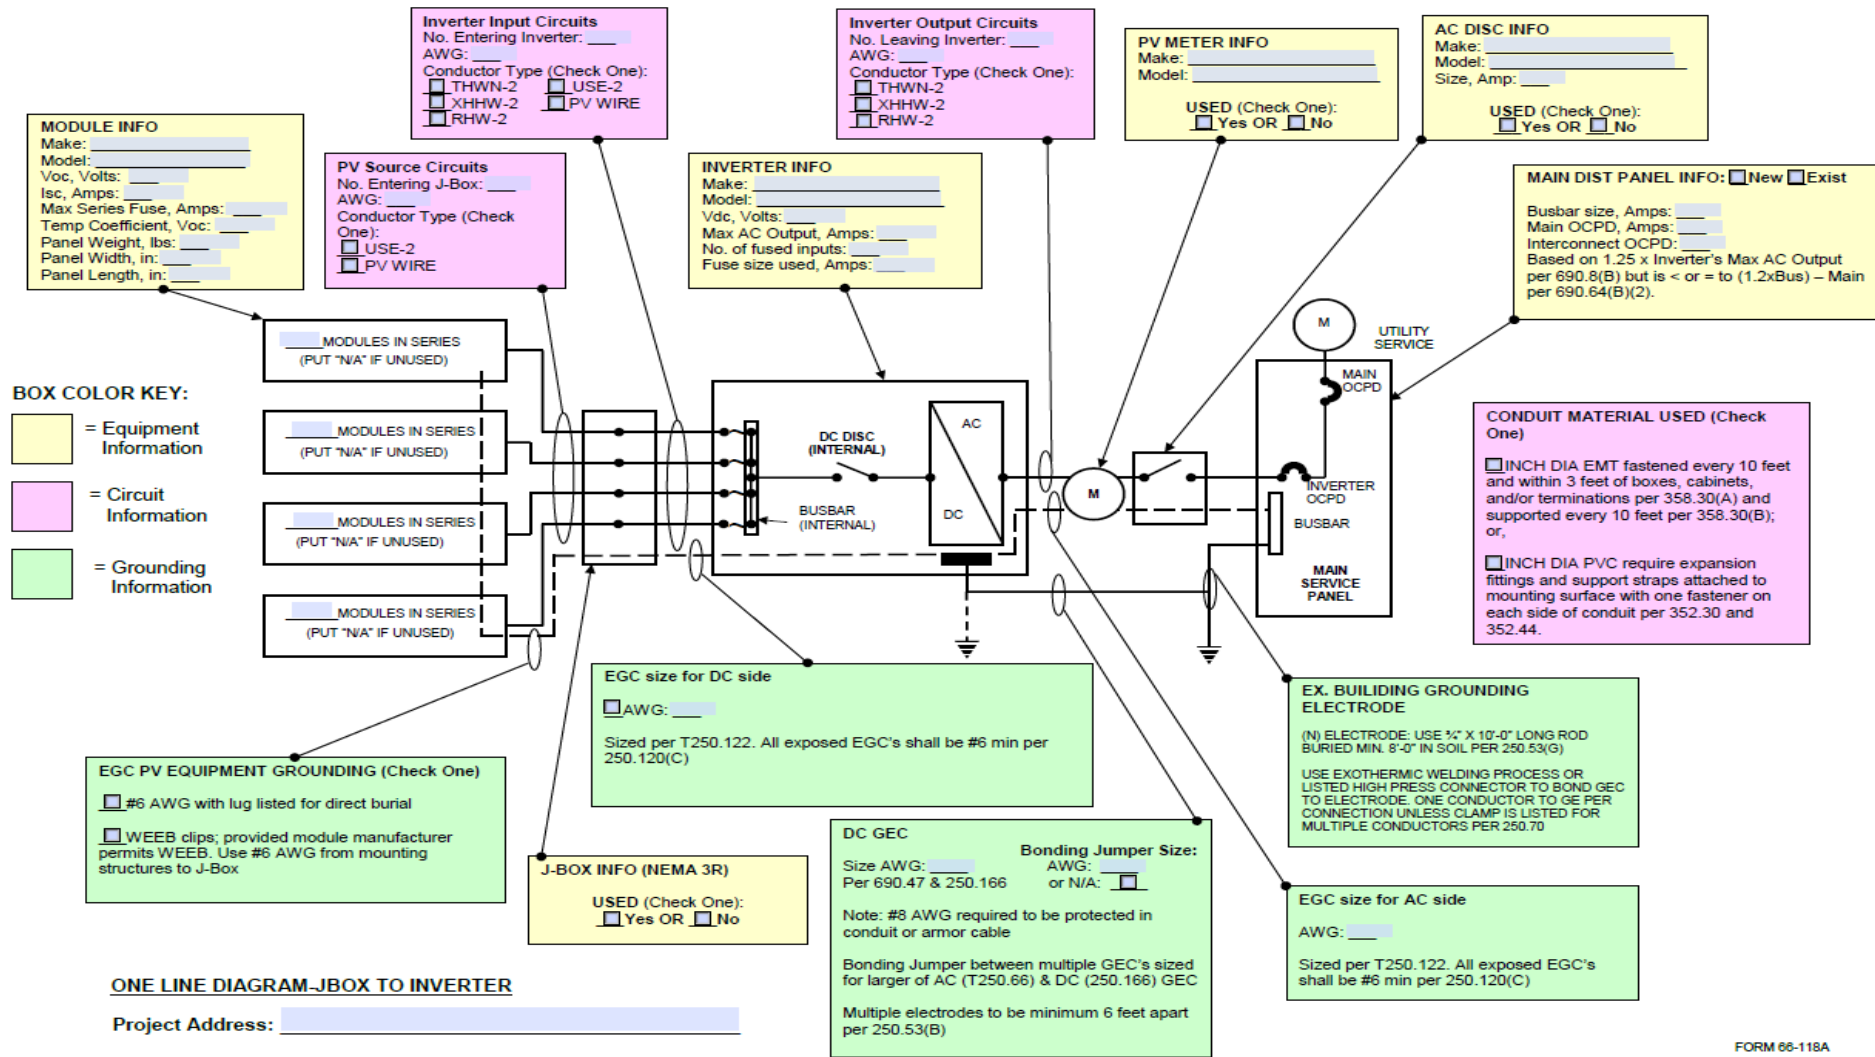 Inverter Input Circuits
No. Entering Inverter:
AWG:
Conductor Type (Check One):
THWN-2 USE-2
XHHW-2 PV WIRE
RHW-2
Inverter Output Circuits
No. Leaving Inverter:
AWG:
Conductor Type (Check One):
THWN-2
XHHW-2
RHW-2
PV METER INFO
Make:
Model:
USED (Check One):
Yes OR No
AC DISC INFO
Make:
Model:
Size, Amp:
USED (Check One):
Yes OR No
MODULE INFO
Make:
Model:
Voc, Volts:
Isc, Amps:
Max Series Fuse, Amps:
Temp Coefficient, Voc:
Panel Weight, lbs:
Panel Width, in:
Panel Length, in:
PV Source Circuits
No. Entering J-Box:
AWG:
Conductor Type (Check
One):
USE-2
PV WIRE
INVERTER INFO
Make:
Model:
Vdc, Volts:
Max AC Output, Amps:
No. of fused inputs:
Fuse size used, Amps:
MAIN DIST PANEL INFO: New Exist
Busbar size, Amps:
Main OCPD, Amps:
Interconnect OCPD:
Based on 1.25 x Inverter's Max AC Output
per 690.8(B) but is < or = to (1.2xBus) – Main
per 690.64(B)(2).
MODULES IN SERIES
(PUT "N/A" IF UNUSED)
MODULES IN SERIES
(PUT "N/A" IF UNUSED)
MODULES IN SERIES
(PUT "N/A" IF UNUSED)
MODULES IN SERIES
(PUT "N/A" IF UNUSED)
BOX COLOR KEY:
= Equipment
Information
= Circuit
Information
= Grounding
Information
DC DISC
(INTERNAL)
BUSBAR
(INTERNAL)
AC
DC
M
M
UTILITY
SERVICE
MAIN
OCPD
INVERTER
OCPD
BUSBAR
MAIN
SERVICE
PANEL
CONDUIT MATERIAL USED (Check
One)
INCH DIA EMT fastened every 10 feet
and within 3 feet of boxes, cabinets,
and/or terminations per 358.30(A) and
supported every 10 feet per 358.30(B);
or,
INCH DIA PVC require expansion
fittings and support straps attached to
mounting surface with one fastener on
each side of conduit per 352.30 and
352.44.
EGC size for DC side
AWG:
Sized per T250.122. All exposed EGC's shall be #6 min per
250.120(C)
EX. BUILIDING GROUNDING
ELECTRODE
(N) ELECTRODE: USE ¾" X 10'-0" LONG ROD
BURIED MIN. 8'-0" IN SOIL PER 250.53(G)
USE EXOTHERMIC WELDING PROCESS OR
LISTED HIGH PRESS CONNECTOR TO BOND GEC
TO ELECTRODE. ONE CONDUCTOR TO GE PER
CONNECTION UNLESS CLAMP IS LISTED FOR
MULTIPLE CONDUCTORS PER 250.70
EGC PV EQUIPMENT GROUNDING (Check One)
#6 AWG with lug listed for direct burial
WEEB clips; provided module manufacturer
permits WEEB. Use #6 AWG from mounting
structures to J-Box
J-BOX INFO (NEMA 3R)
USED (Check One):
Yes OR No
DC GEC
Bonding Jumper Size:
Size AWG: AWG:
Per 690.47 & 250.166 or N/A:
Note: #8 AWG required to be protected in
conduit or armor cable
Bonding Jumper between multiple GEC's sized
for larger of AC (T250.66) & DC (250.166) GEC
Multiple electrodes to be minimum 6 feet apart
per 250.53(B)
EGC size for AC side
AWG:
Sized per T250.122. All exposed EGC's
shall be #6 min per 250.120(C)
ONE LINE DIAGRAM-JBOX TO INVERTER
Project Address:
FORM 66-118A